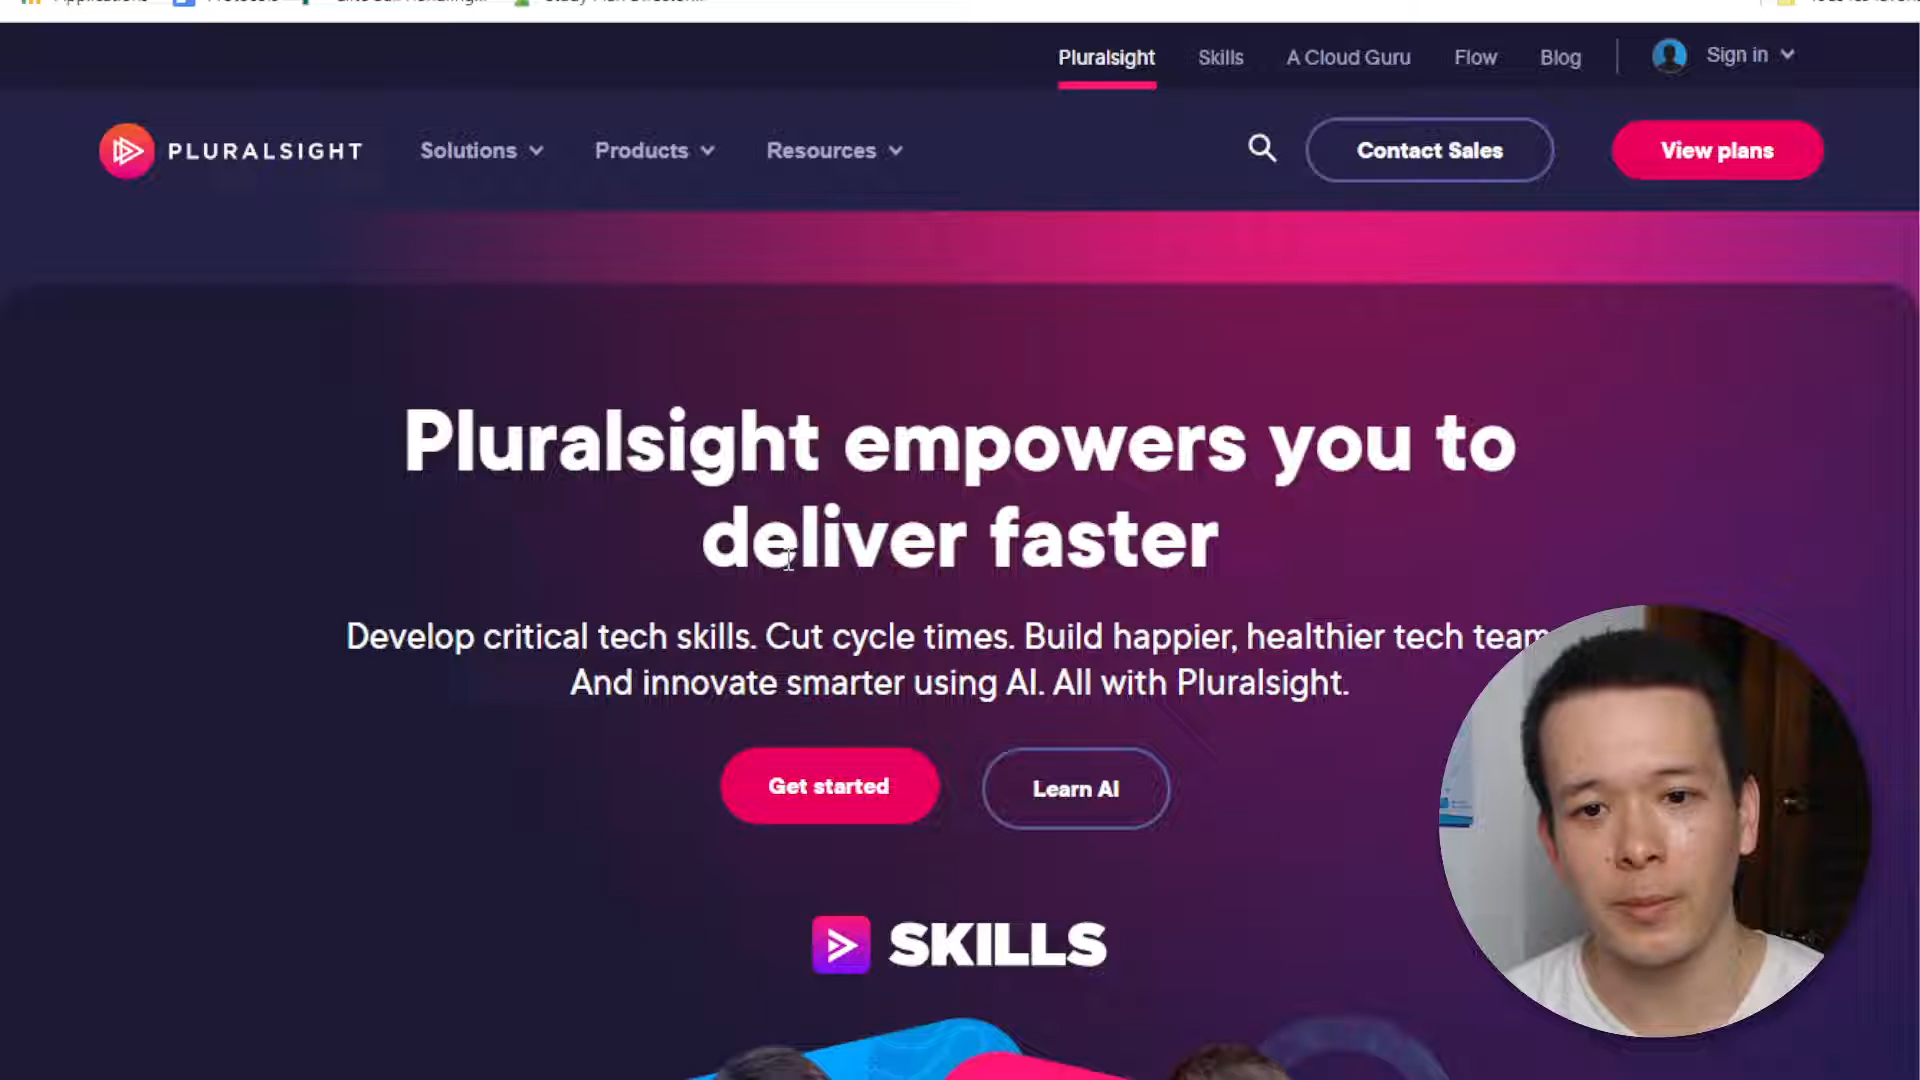 Pluralsight Skills A Cloud Guru Flow Blog Sign in
PLURALSIGHT Solutions Products Resources Contact Sales View plans
Pluralsight empowers you to
deliver faster
Develop critical tech skills. Cut cycle times. Build happier, healthier tech team
And innovate smarter using AI. All with Pluralsight.
Get started Learn AI
SKILLS